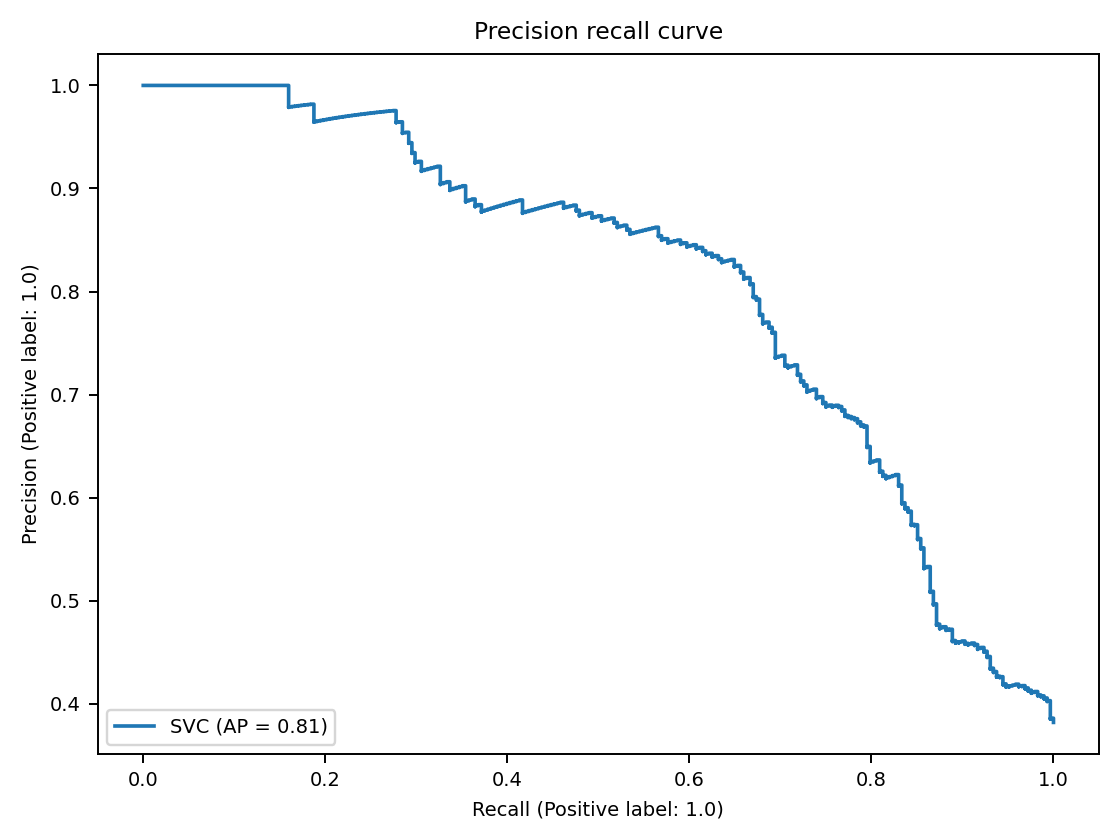 Precision recall curve
1.0
0.9
0.8
0.7
0.6
0.5
0.4
Precision (Positive label: 1.0)
SVC (AP = 0.81)
0.0 0.2 0.4 0.6 0.8 1.0
Recall (Positive label: 1.0)